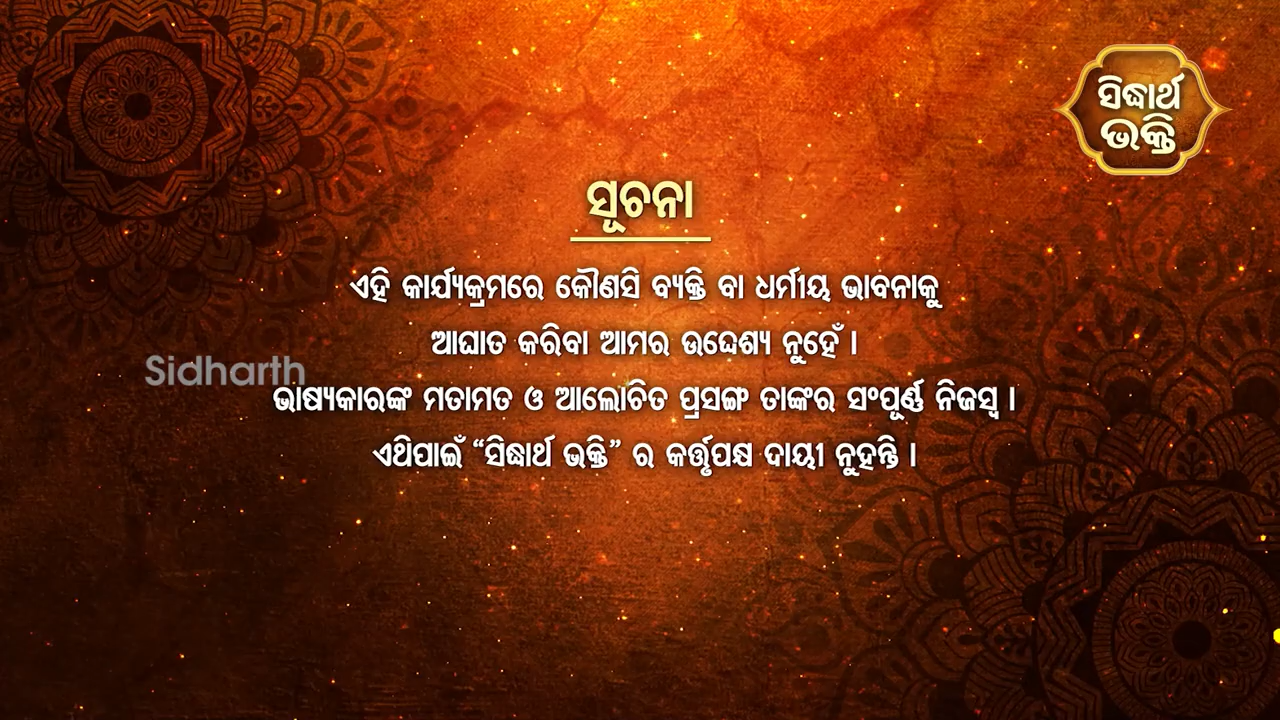 ସିଦ୍ଧାର୍ଥ
ଭକ୍ତି
ସୂଚନା
ଏହି କାର୍ଯ୍ୟକ୍ରମରେ କୌଣସି ବ୍ୟକ୍ତି ବା ଧର୍ମୀୟ ଭାବନାକୁ
ଆଘାତ କରିବା ଆମର ଉଦ୍ଦେଶ୍ୟ ନୁହେଁ ।
Sidharth
ଭାଷ୍ୟକାରଙ୍କ ମତାମତ ଓ ଆଲୋଚିତ ପ୍ରସଙ୍ଗ ତାଙ୍କର ସଂପୂର୍ଣ୍ଣ ନିଜସ୍ୱ ।
ଏଥିପାଇଁ “ସିଦ୍ଧାର୍ଥ ଭକ୍ତି” ର କର୍ତ୍ତୃପକ୍ଷ ଦାୟୀ ନୁହନ୍ତି ।